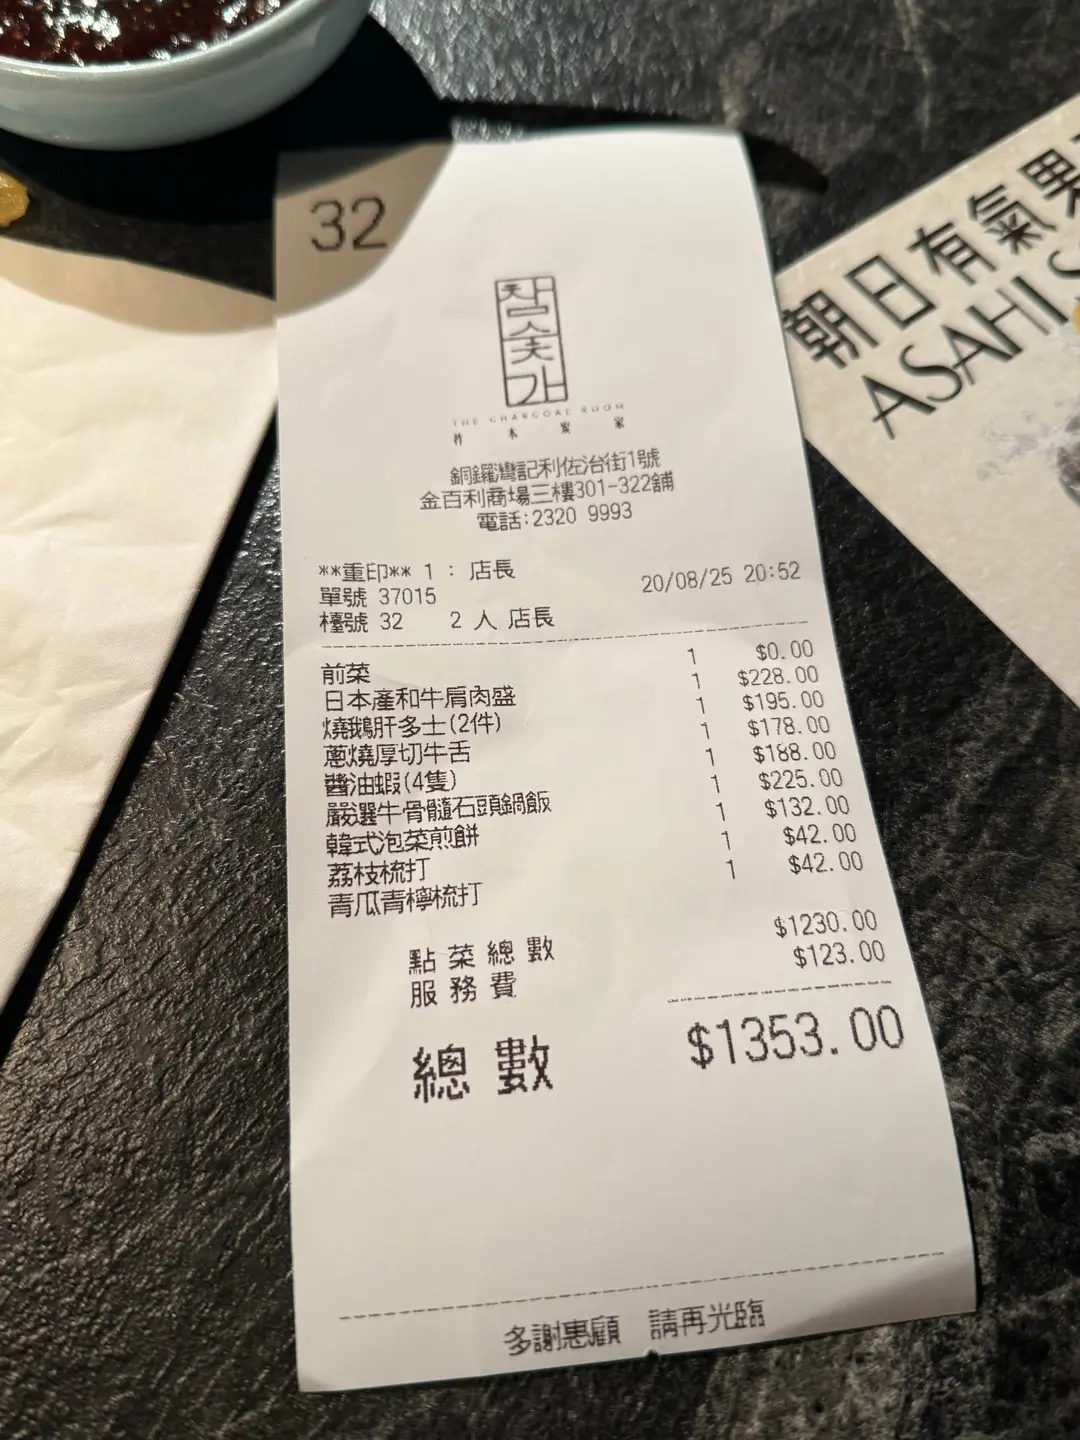 32
참숯가
THE CHARCOAL ROOM
柞木炭家
銅鑼灣記利佐治街1號
金百利商場三樓301-322舖
電話:2320 9993
**重印** 1 : 店長
單號 37015 20/08/25 20:52
檯號 32 2 人 店長
前菜 1 $0.00
日本產和牛肩肉盛 1 $228.00
燒鵝肝多士(2件) 1 $195.00
蔥燒厚切牛舌 1 $178.00
醬油蝦(4隻) 1 $188.00
嚴選牛骨髓石頭鍋飯 1 $225.00
韓式泡菜煎餅 1 $132.00
荔枝梳打 1 $42.00
青瓜青檸梳打 1 $42.00
點菜總數 $1230.00
服務費 $123.00
總數 $1353.00
多謝惠顧 請再光臨
朝日有氣果
ASAHI S